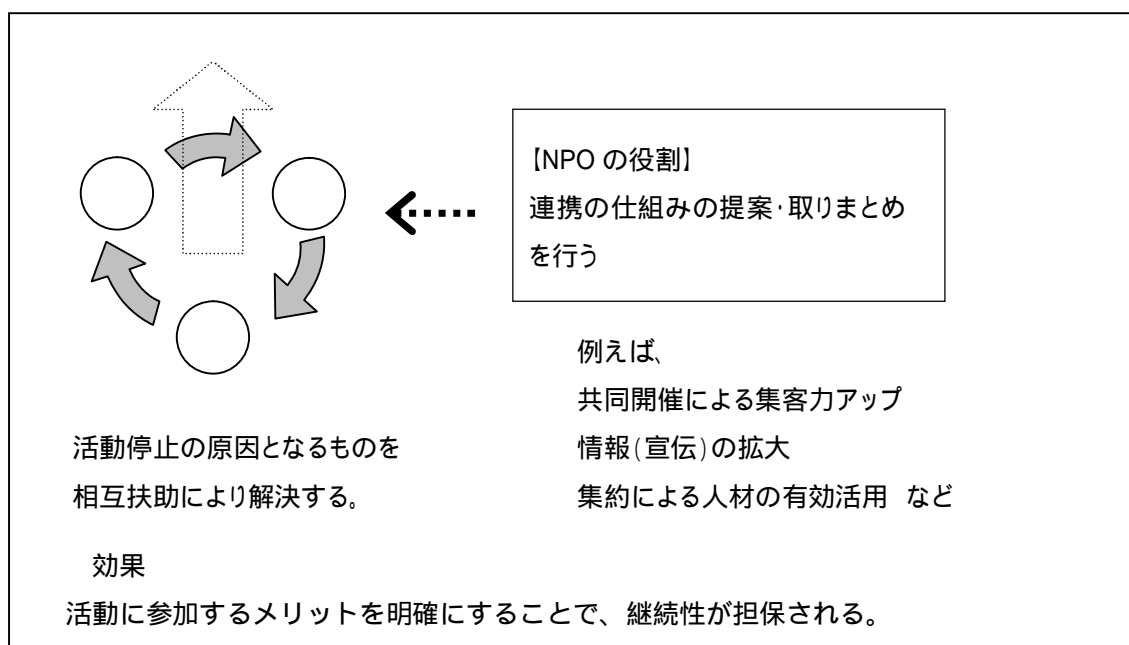 【NPO の役割】
連携の仕組みの提案・取りまとめ
を行う
例えば、
共同開催による集客力アップ
情報(宣伝)の拡大
集約による人材の有効活用 など
活動停止の原因となるものを
相互扶助により解決する。
効果
活動に参加するメリットを明確にすることで、継続性が担保される。